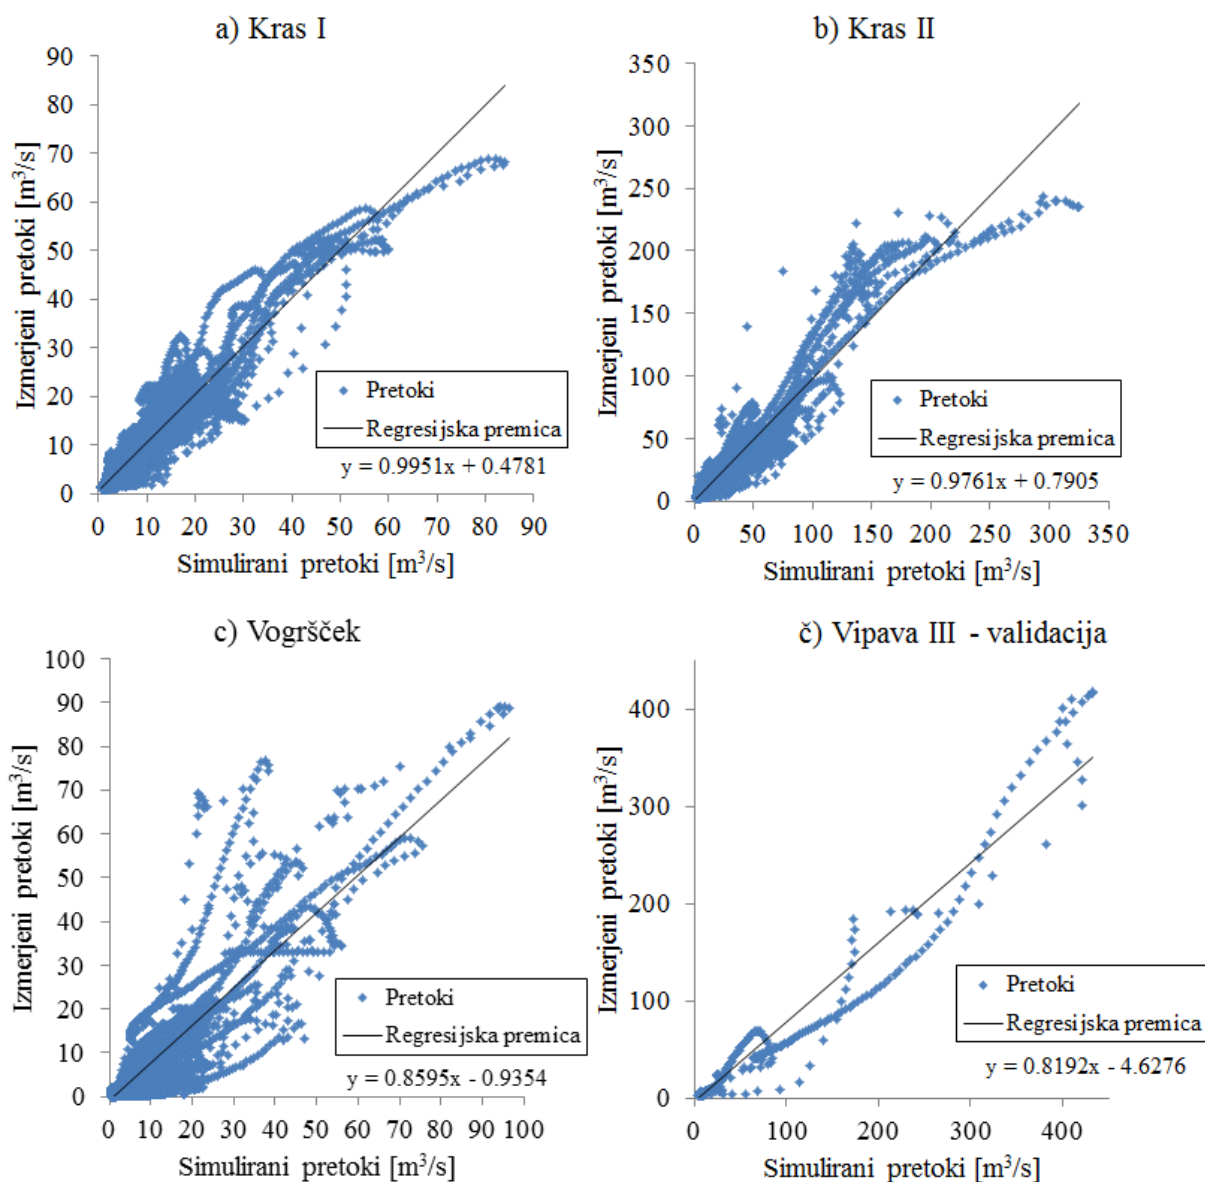 a) Kras I
90
80
70
60
50
40
30
20
10
0
Izmerjeni pretoki [m³/s]
Pretoki
Regresijska premica
y = 0.9951x + 0.4781
0 10 20 30 40 50 60 70 80 90
Simulirani pretoki [m³/s]
b) Kras II
350
300
250
200
150
100
50
0
Izmerjeni pretoki [m³/s]
Pretoki
Regresijska premica
y = 0.9761x + 0.7905
0 50 100 150 200 250 300 350
Simulirani pretoki [m³/s]
c) Vogršček
100
90
80
70
60
50
40
30
20
10
0
Izmerjeni pretoki [m³/s]
Pretoki
Regresijska premica
y = 0.8595x - 0.9354
0 10 20 30 40 50 60 70 80 90 100
Simulirani pretoki [m³/s]
č) Vipava III - validacija
400
300
200
100
0
Izmerjeni pretoki [m³/s]
Pretoki
Regresijska premica
y = 0.8192x - 4.6276
0 100 200 300 400
Simulirani pretoki [m³/s]